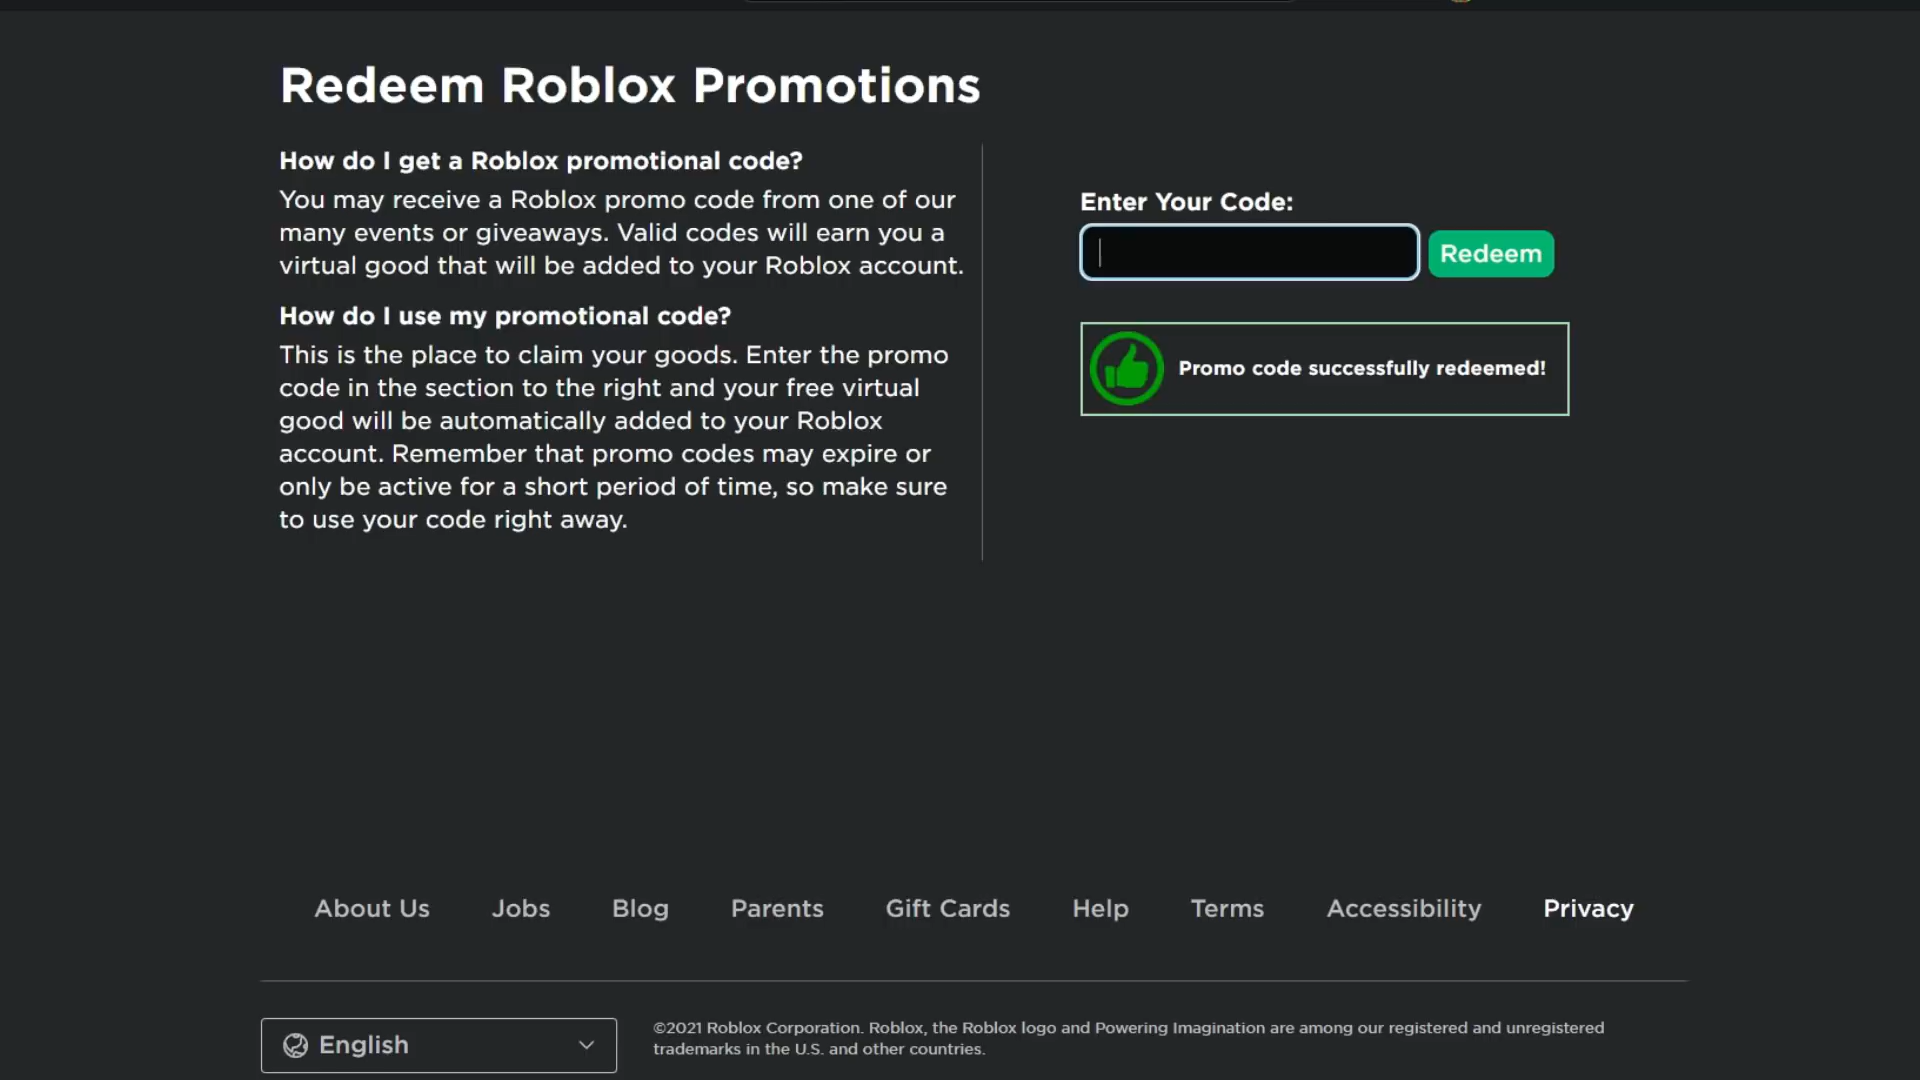 Redeem Roblox Promotions
How do I get a Roblox promotional code?
You may receive a Roblox promo code from one of our
many events or giveaways. Valid codes will earn you a
virtual good that will be added to your Roblox account.
How do I use my promotional code?
This is the place to claim your goods. Enter the promo
code in the section to the right and your free virtual
good will be automatically added to your Roblox
account. Remember that promo codes may expire or
only be active for a short period of time, so make sure
to use your code right away.
Enter Your Code:
Redeem
Promo code successfully redeemed!
About Us Jobs Blog Parents Gift Cards Help Terms Accessibility Privacy
English
©2021 Roblox Corporation. Roblox, the Roblox logo and Powering Imagination are among our registered and unregistered
trademarks in the U.S. and other countries.